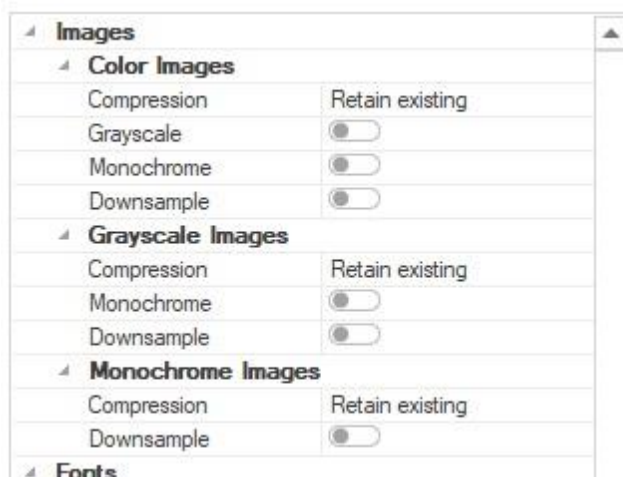 Images
Color Images
Compression Retain existing
Grayscale
Monochrome
Downsample
Grayscale Images
Compression Retain existing
Monochrome
Downsample
Monochrome Images
Compression Retain existing
Downsample
Fonts